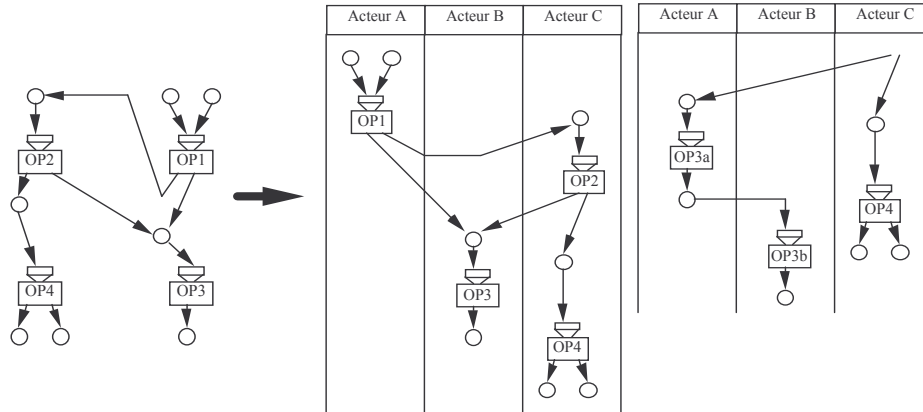 Acteur A Acteur B Acteur C
Acteur A Acteur B Acteur C
OP1
OP2 OP1
OP3a
OP2
OP4
OP3b
OP4 OP3
OP3
OP4